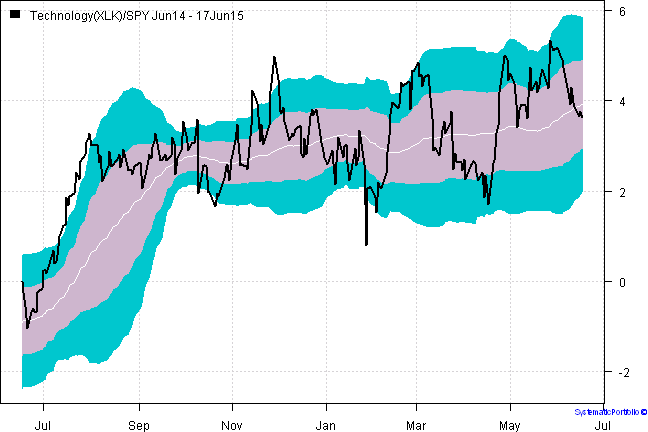 Technology(XLK)/SPY Jun14 - 17Jun15
6
4
2
0
-2
SystematicPortfolio ©
Jul Sep Nov Jan Mar May Jul